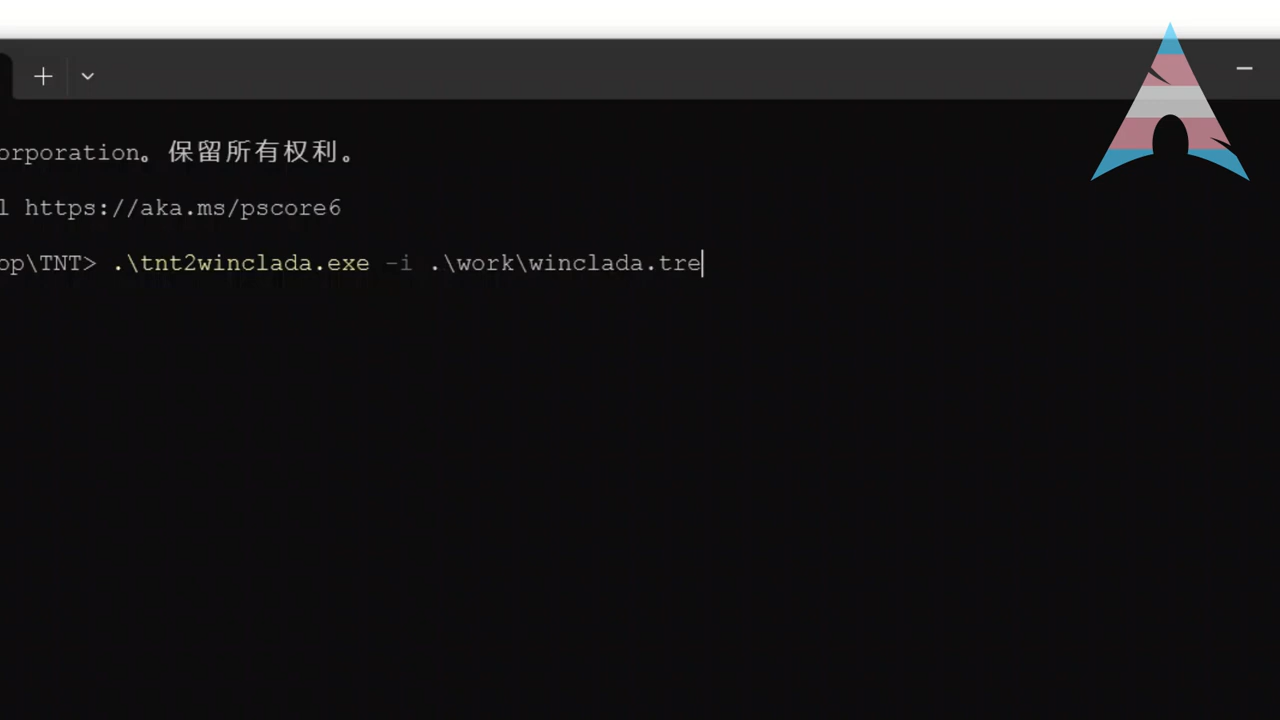 orporation。保留所有权利。
l https://aka.ms/pscore6
op\TNT> .\tnt2winclada.exe -i .\work\winclada.tre